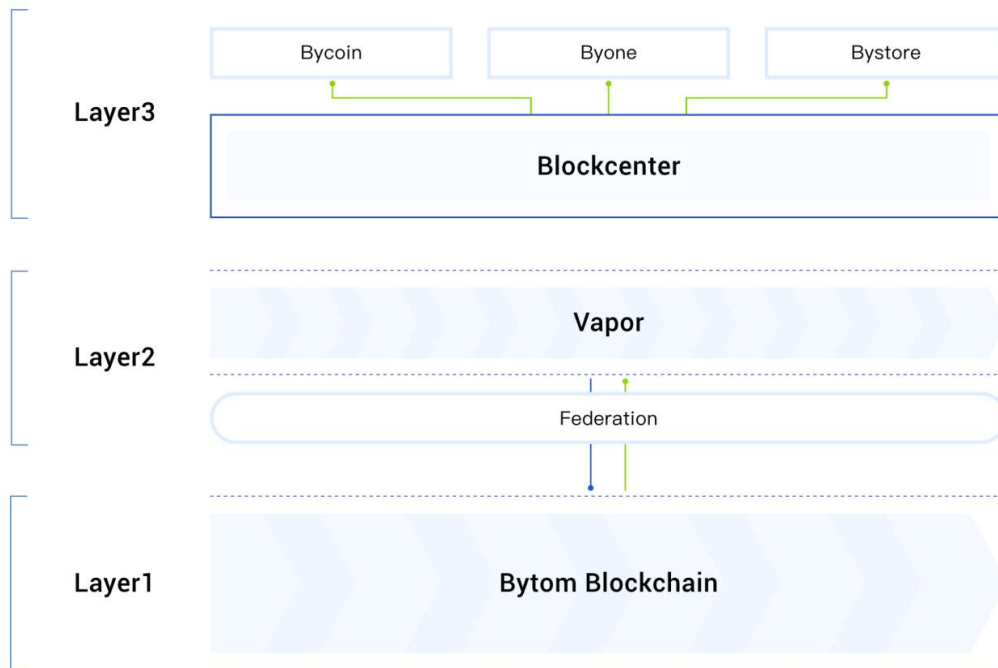 Bycoin
Byone
Bystore
Layer3
Blockcenter
Layer2
Vapor
Federation
Layer1
Bytom Blockchain